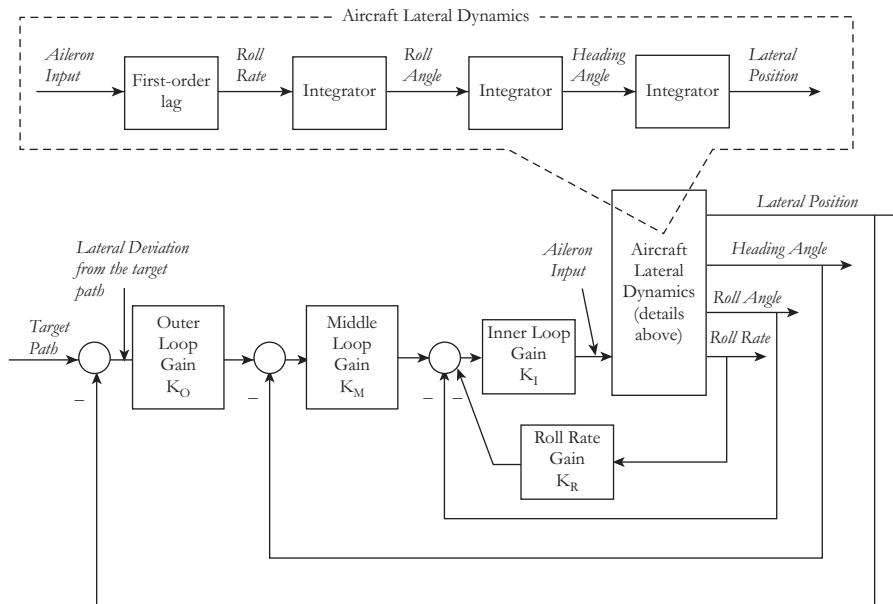 Aircraft Lateral Dynamics
Aileron
Input
First-order
lag
Roll
Rate
Integrator
Roll
Angle
Integrator
Heading
Angle
Integrator
Lateral
Position
Lateral Position
Heading Angle
Roll Angle
Roll Rate
Aircraft
Lateral
Dynamics
(details
above)
Aileron
Input
Lateral Deviation
from the target
path
Target
Path
Outer
Loop
Gain
K_O
Middle
Loop
Gain
K_M
Inner Loop
Gain
K_I
Roll Rate
Gain
K_R
–
–
–
–